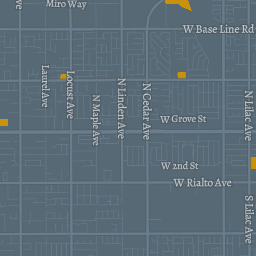 Miro Way
W Base Line Rd
Laurel Ave
Locust Ave
N Maple Ave
N Linden Ave
N Cedar Ave
N Lilac Ave
W Grove St
W 2nd St
W Rialto Ave
S Lilac Ave